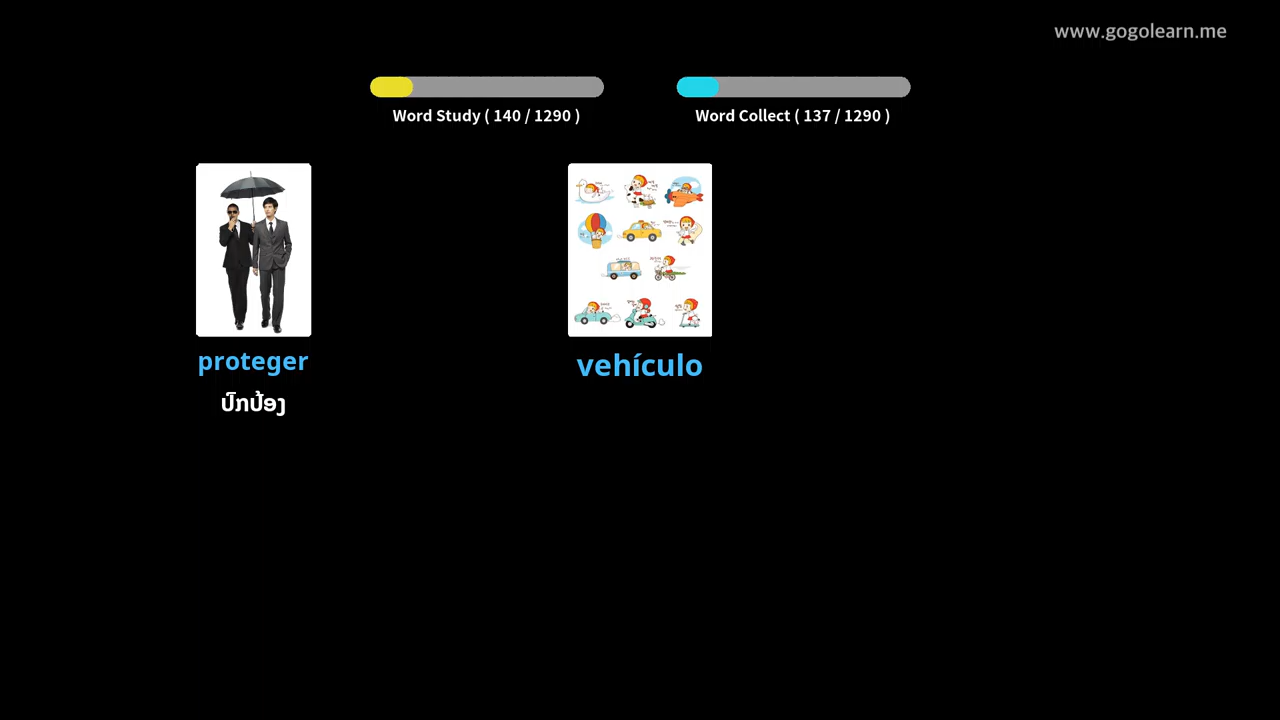 www.gogolearn.me
Word Study ( 140 / 1290 )
Word Collect ( 137 / 1290 )
proteger
ປົກປ້ອງ
vehículo